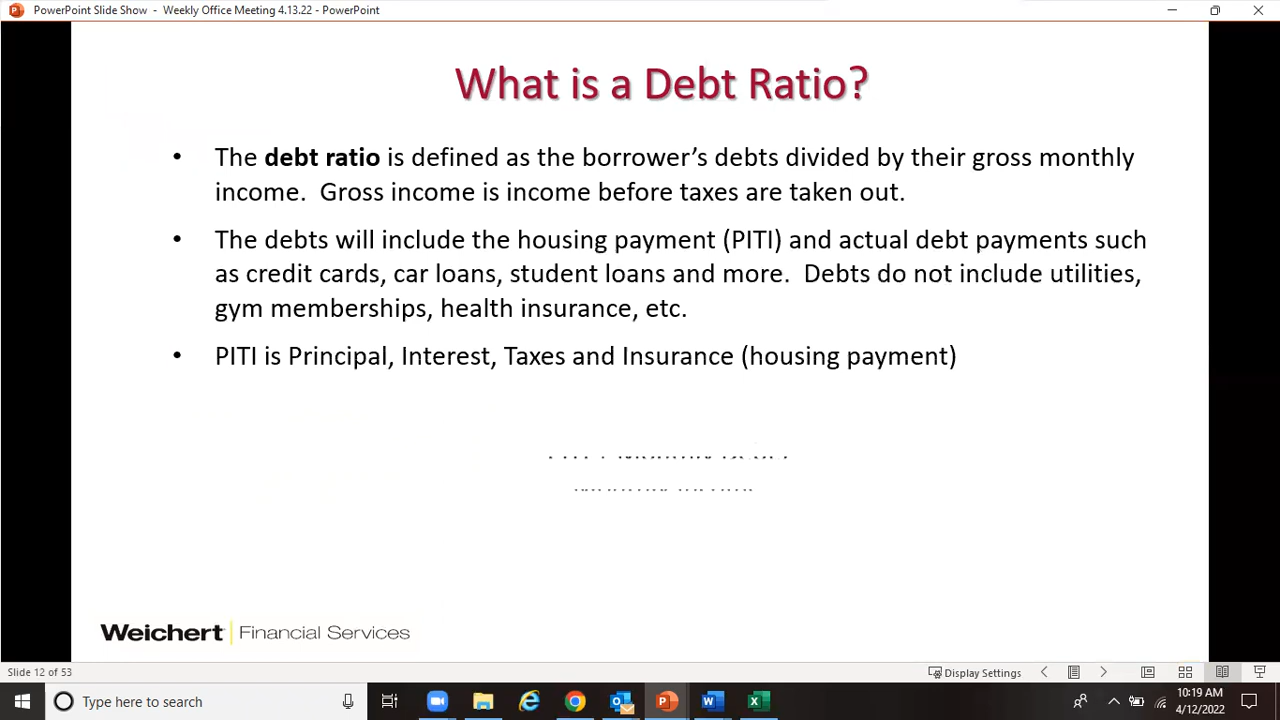 PowerPoint Slide Show - Weekly Office Meeting 4.13.22 - PowerPoint
What is a Debt Ratio?
• The debt ratio is defined as the borrower’s debts divided by their gross monthly
income. Gross income is income before taxes are taken out.
• The debts will include the housing payment (PITI) and actual debt payments such
as credit cards, car loans, student loans and more. Debts do not include utilities,
gym memberships, health insurance, etc.
• PITI is Principal, Interest, Taxes and Insurance (housing payment)
Weichert | Financial Services
Slide 12 of 53
Display Settings
Type here to search
10:19 AM
4/12/2022